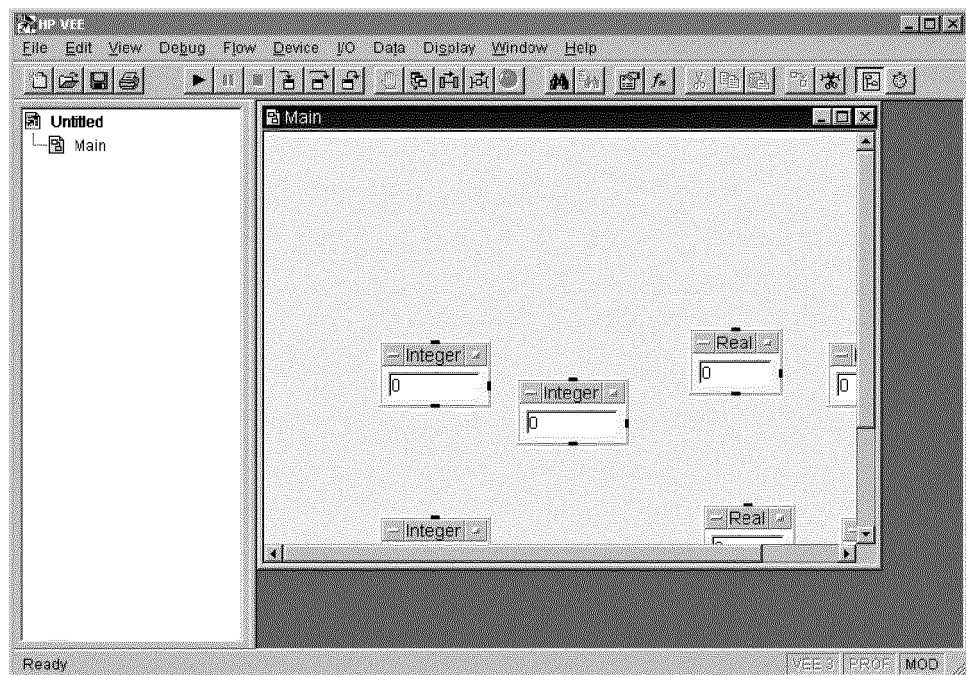 HP VEE
File Edit View Debug Flow Device I/O Data Display Window Help
Untitled
Main
Main
Integer
0
Integer
0
Real
0
0
Integer
Real
Ready
VEE 3 PROF MOD